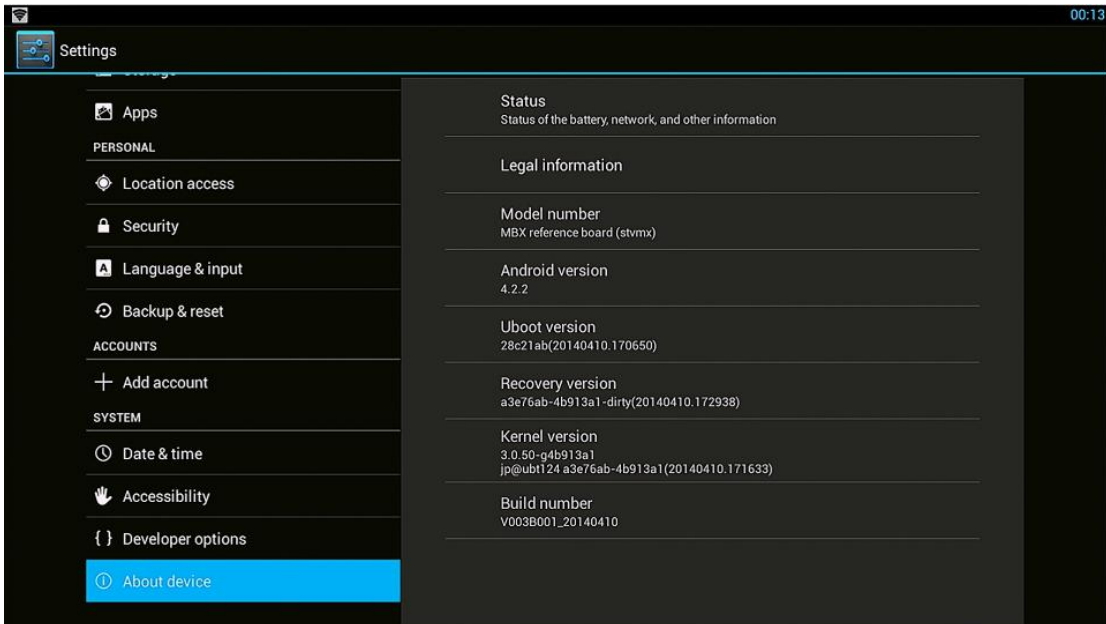 00:13
Settings
Apps
PERSONAL
Location access
Security
Language & input
Backup & reset
ACCOUNTS
Add account
SYSTEM
Date & time
Accessibility
{ } Developer options
About device
Status
Status of the battery, network, and other information
Legal information
Model number
MBX reference board (stvmx)
Android version
4.2.2
Uboot version
28c21ab(20140410.170650)
Recovery version
a3e76ab-4b913a1-dirty(20140410.172938)
Kernel version
3.0.50-g4b913a1
jp@ubt124 a3e76ab-4b913a1(20140410.171633)
Build number
V003B001_20140410